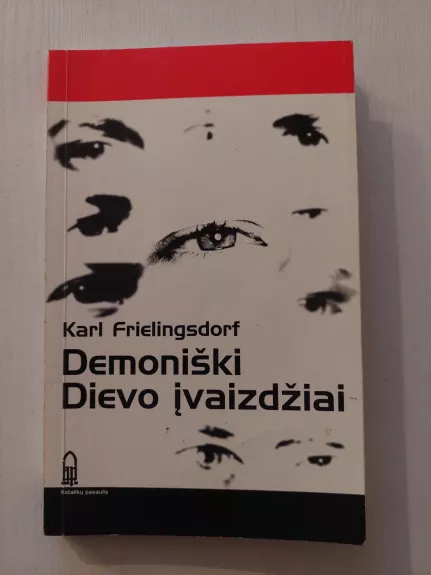 Karl Frielingsdorf
Demoniški
Dievo įvaizdžiai
Katalikų pasaulis